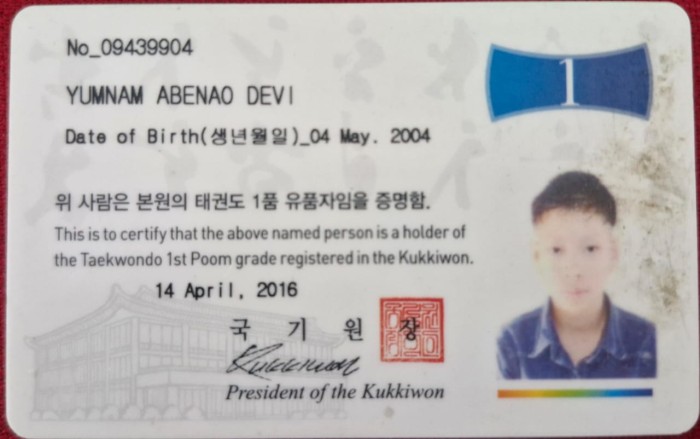 No_09439904
1
YUMNAM ABENAO DEVI
Date of Birth(생년월일)_04 May. 2004
위 사람은 본원의 태권도 1품 유품자임을 증명함.
This is to certify that the above named person is a holder of
the Taekwondo 1st Poom grade registered in the Kukkiwon.
14 April, 2016
국 기 원 장
Kukkiwon
President of the Kukkiwon